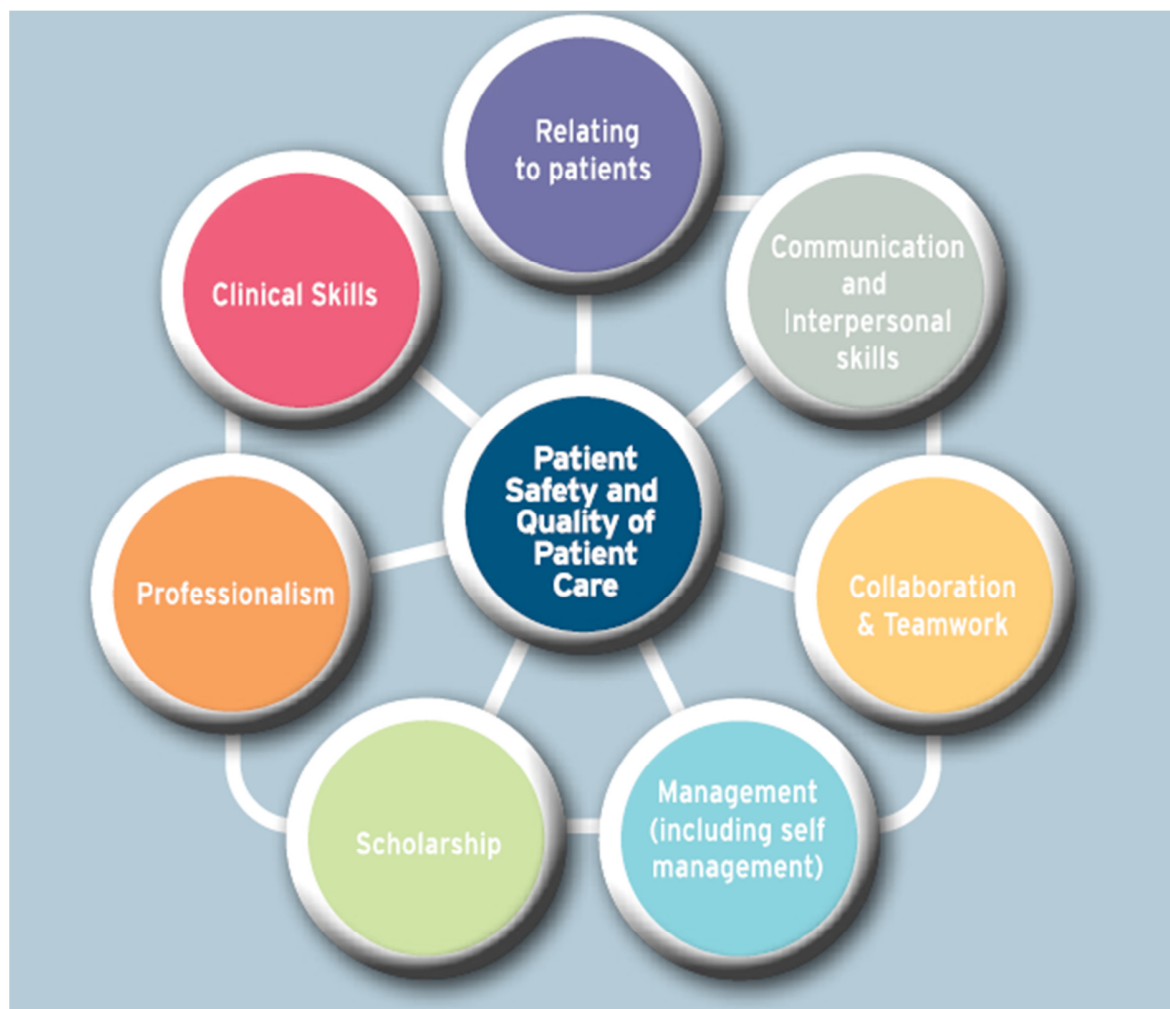 Relating
to patients
Communication
and
Interpersonal
skills
Collaboration
& Teamwork
Management
(including self
management)
Scholarship
Professionalism
Clinical Skills
Patient
Safety and
Quality of
Patient
Care